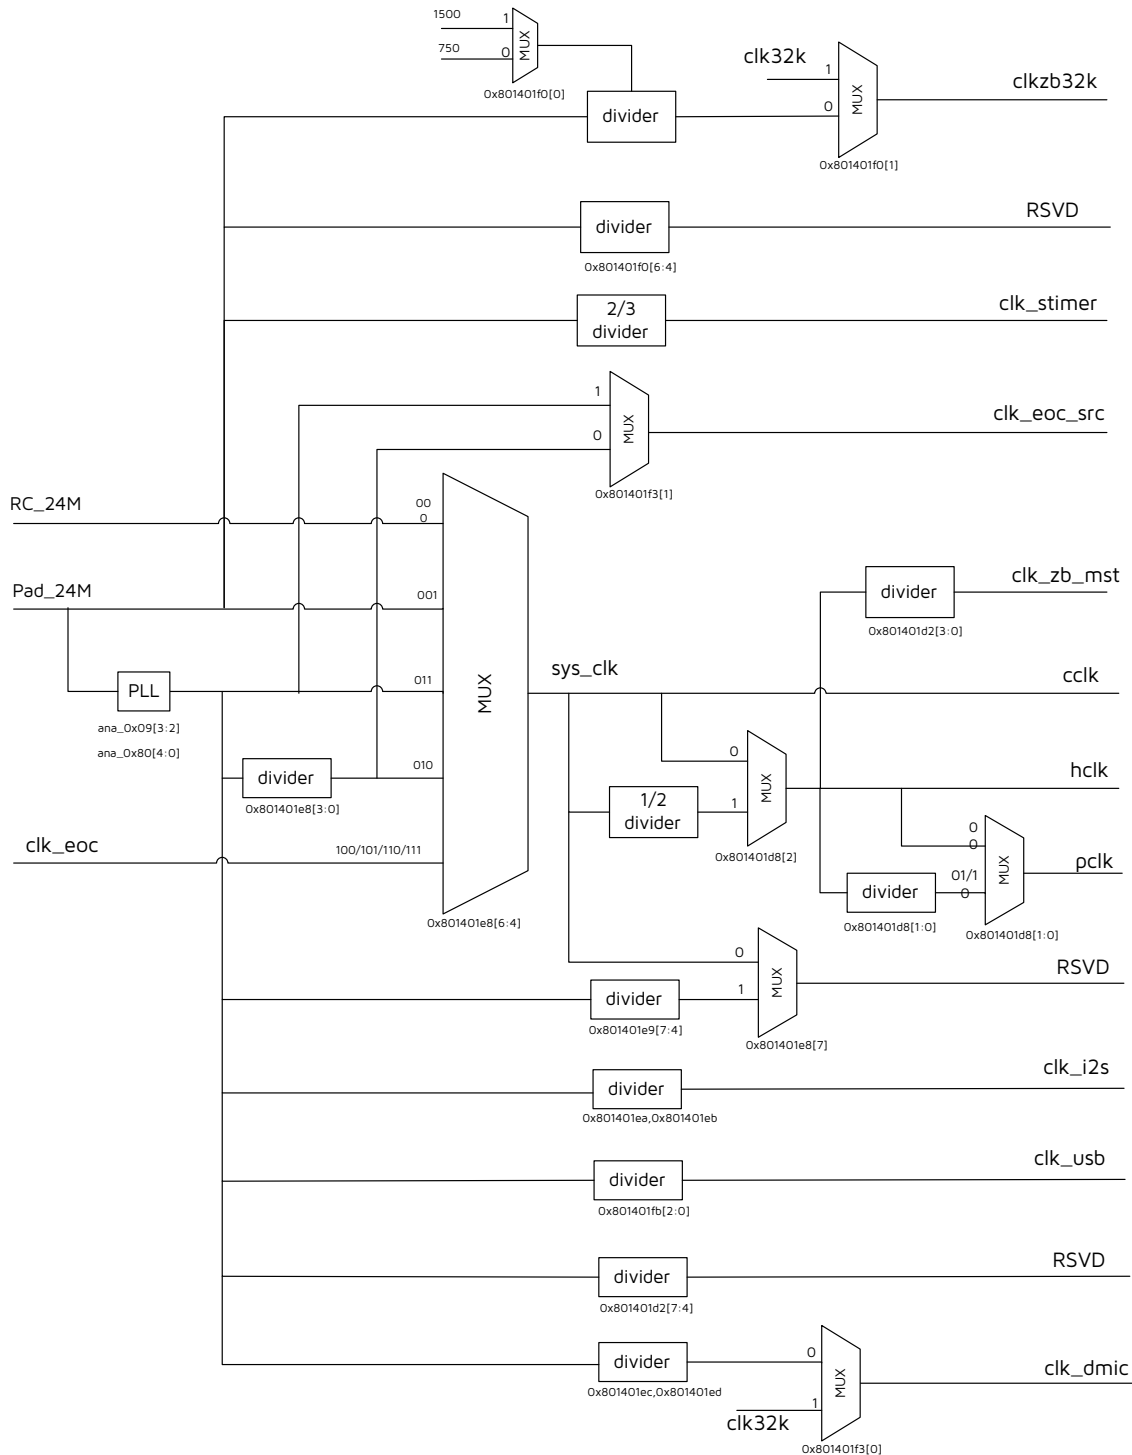 1500
1
750
0
MUX
0x801401f0[0]
divider
clk32k
1
0
MUX
0x801401f0[1]
clkzb32k
divider
0x801401f0[6:4]
RSVD
2/3
divider
clk_stimer
1
0
MUX
0x801401f3[1]
clk_eoc_src
RC_24M
00
0
Pad_24M
001
PLL
ana_0x09[3:2]
ana_0x80[4:0]
011
divider
0x801401e8[3:0]
010
clk_eoc
100/101/110/111
MUX
0x801401e8[6:4]
sys_clk
divider
0x801401d2[3:0]
clk_zb_mst
cclk
0
1/2
divider
1
MUX
0x801401d8[2]
hclk
0
0
divider
0x801401d8[1:0]
01/1
0
MUX
0x801401d8[1:0]
pclk
0
divider
0x801401e9[7:4]
1
MUX
0x801401e8[7]
RSVD
divider
0x801401ea,0x801401eb
clk_i2s
divider
0x801401fb[2:0]
clk_usb
divider
0x801401d2[7:4]
RSVD
divider
0x801401ec,0x801401ed
0
1
clk32k
MUX
0x801401f3[0]
clk_dmic